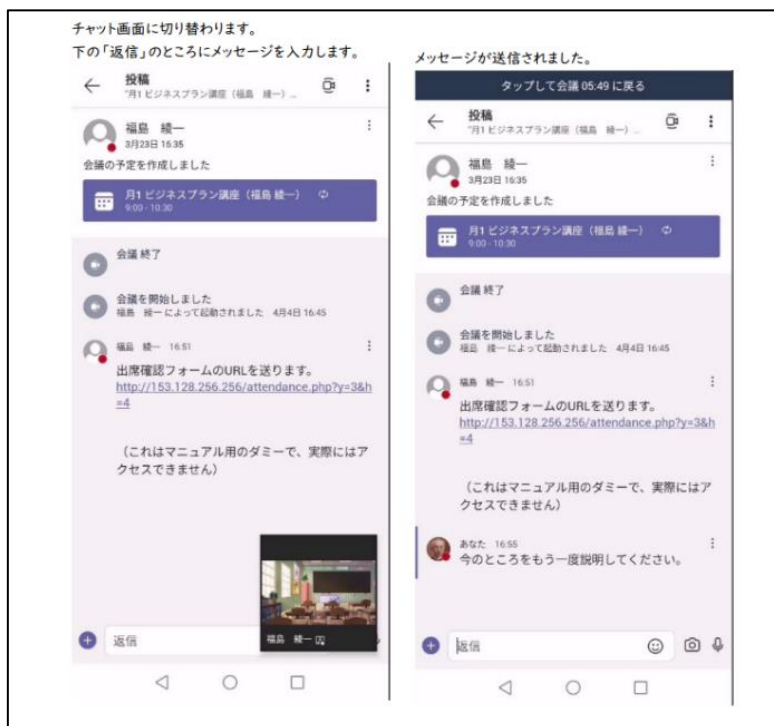 チャット画面に切り替わります。
下の「返信」のところにメッセージを入力します。
投稿
"月1 ビジネスプラン講座（福島　綾一）...
福島　綾一
3月23日 16:35
会議の予定を作成しました
月1 ビジネスプラン講座（福島 綾一）
9:00 - 10:30
会議 終了
会議を開始しました
福島　綾一 によって起動されました　4月4日 16:45
福島　綾一　16:51
出席確認フォームのURLを送ります。
http://153.128.256.256/attendance.php?y=3&h
=4
（これはマニュアル用のダミーで、実際にはア
クセスできません）
福島　綾一
返信
メッセージが送信されました。
タップして会議 05:49 に戻る
投稿
"月1 ビジネスプラン講座（福島　綾一）...
福島　綾一
3月23日 16:35
会議の予定を作成しました
月1 ビジネスプラン講座（福島 綾一）
9:00 - 10:30
会議 終了
会議を開始しました
福島　綾一 によって起動されました　4月4日 16:45
福島　綾一　16:51
出席確認フォームのURLを送ります。
http://153.128.256.256/attendance.php?y=3&h
=4
（これはマニュアル用のダミーで、実際にはア
クセスできません）
あなた　16:55
今のところをもう一度説明してください。
返信